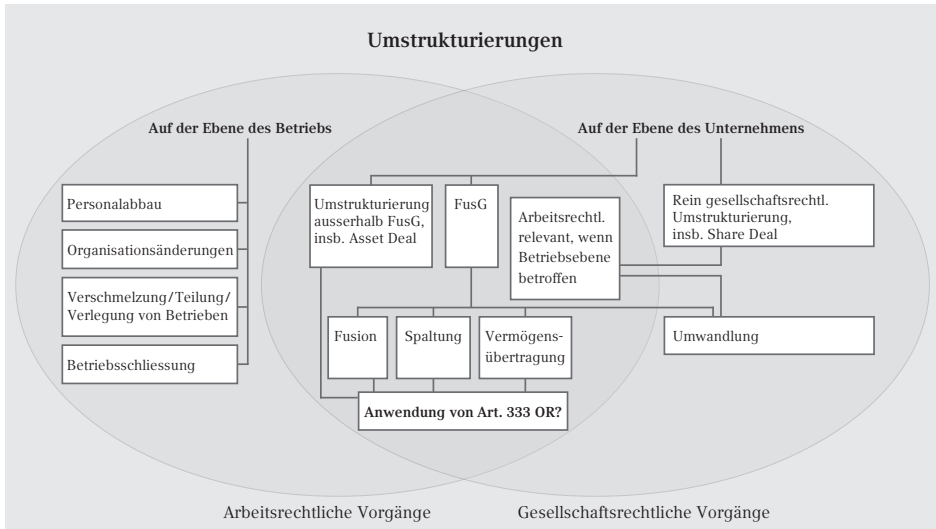 Umstrukturierungen
Auf der Ebene des Betriebs
Personalabbau
Organisationsänderungen
Verschmelzung/Teilung/
Verlegung von Betrieben
Betriebsschliessung
Auf der Ebene des Unternehmens
Umstrukturierung
ausserhalb FusG,
insb. Asset Deal
FusG
Arbeitsrechtl.
relevant, wenn
Betriebsebene
betroffen
Rein gesellschaftsrechtl.
Umstrukturierung,
insb. Share Deal
Fusion
Spaltung
Vermögens-
übertragung
Umwandlung
Anwendung von Art. 333 OR?
Arbeitsrechtliche Vorgänge
Gesellschaftsrechtliche Vorgänge